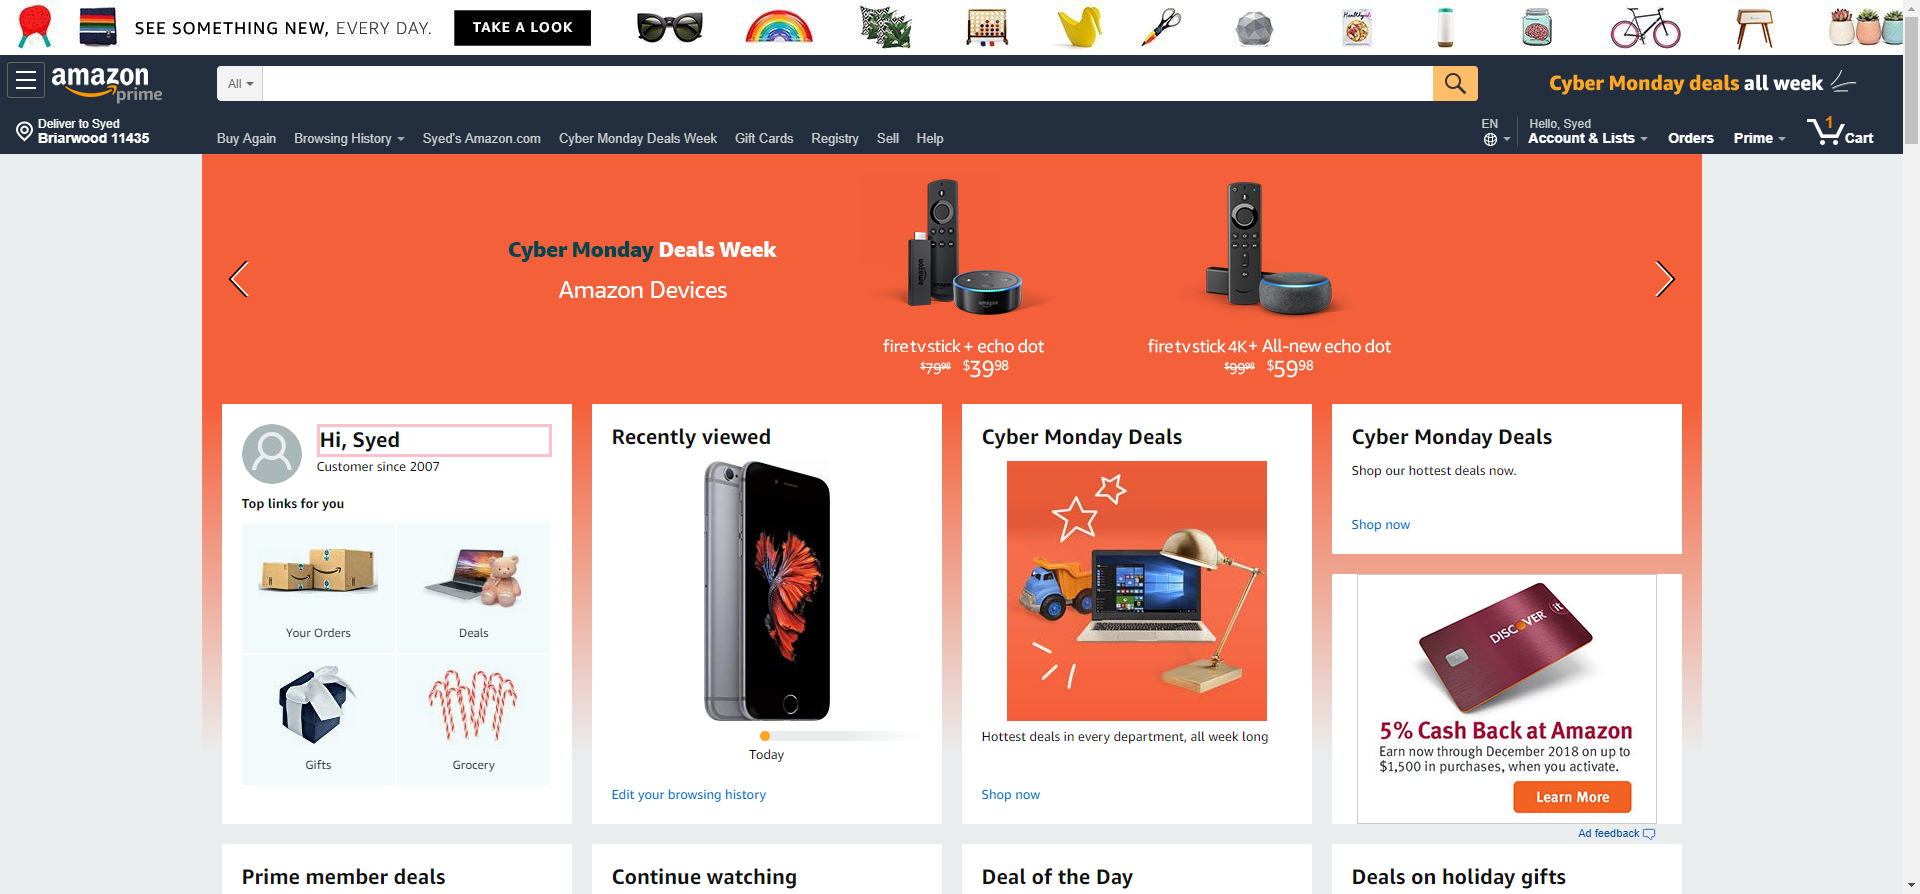 SEE SOMETHING NEW, EVERY DAY. TAKE A LOOK
amazon prime
All
Cyber Monday deals all week
Deliver to Syed
Briarwood 11435
Buy Again Browsing History Syed's Amazon.com Cyber Monday Deals Week Gift Cards Registry Sell Help
EN
Hello, Syed
Account & Lists Orders Prime 1 Cart
Cyber Monday Deals Week
Amazon Devices
fire tv stick + echo dot
$79.98 $39.98
fire tv stick 4K + All-new echo dot
$99.98 $59.98
Hi, Syed
Customer since 2007
Top links for you
Your Orders
Deals
Gifts
Grocery
Recently viewed
Today
Edit your browsing history
Cyber Monday Deals
Hottest deals in every department, all week long
Shop now
Cyber Monday Deals
Shop our hottest deals now.
Shop now
DISCOVER it
5% Cash Back at Amazon
Earn now through December 2018 on up to
$1,500 in purchases, when you activate.
Learn More
Ad feedback
Prime member deals
Continue watching
Deal of the Day
Deals on holiday gifts